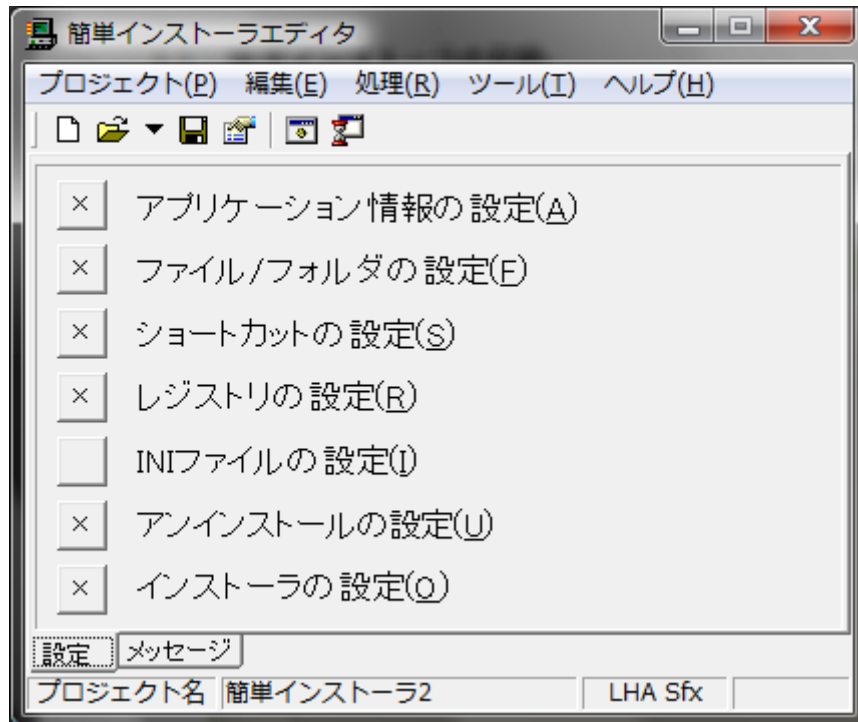 簡単インストーラエディタ
プロジェクト(P) 編集(E) 処理(R) ツール(T) ヘルプ(H)
× アプリケーション情報の設定(A)
× ファイル/フォルダの設定(F)
× ショートカットの設定(S)
× レジストリの設定(R)
INIファイルの設定(I)
× アンインストールの設定(U)
× インストーラの設定(O)
設定 メッセージ
プロジェクト名 簡単インストーラ2 LHA Sfx